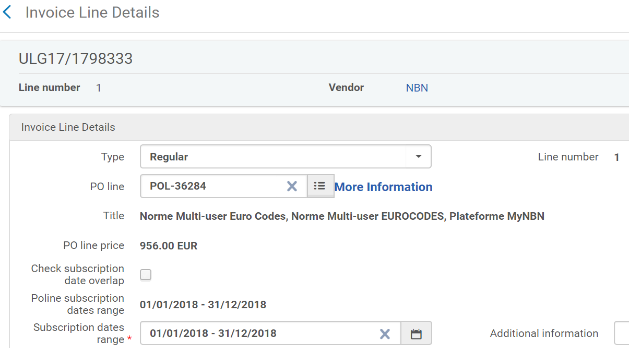 Invoice Line Details
ULG17/1798333
Line number 1 Vendor NBN
Invoice Line Details
Type Regular Line number 1
PO line POL-36284 More Information
Title Norme Multi-user Euro Codes, Norme Multi-user EUROCODES, Plateforme MyNBN
PO line price 956.00 EUR
Check subscription
date overlap
Poline subscription
dates range 01/01/2018 - 31/12/2018
Subscription dates
range * 01/01/2018 - 31/12/2018 Additional information